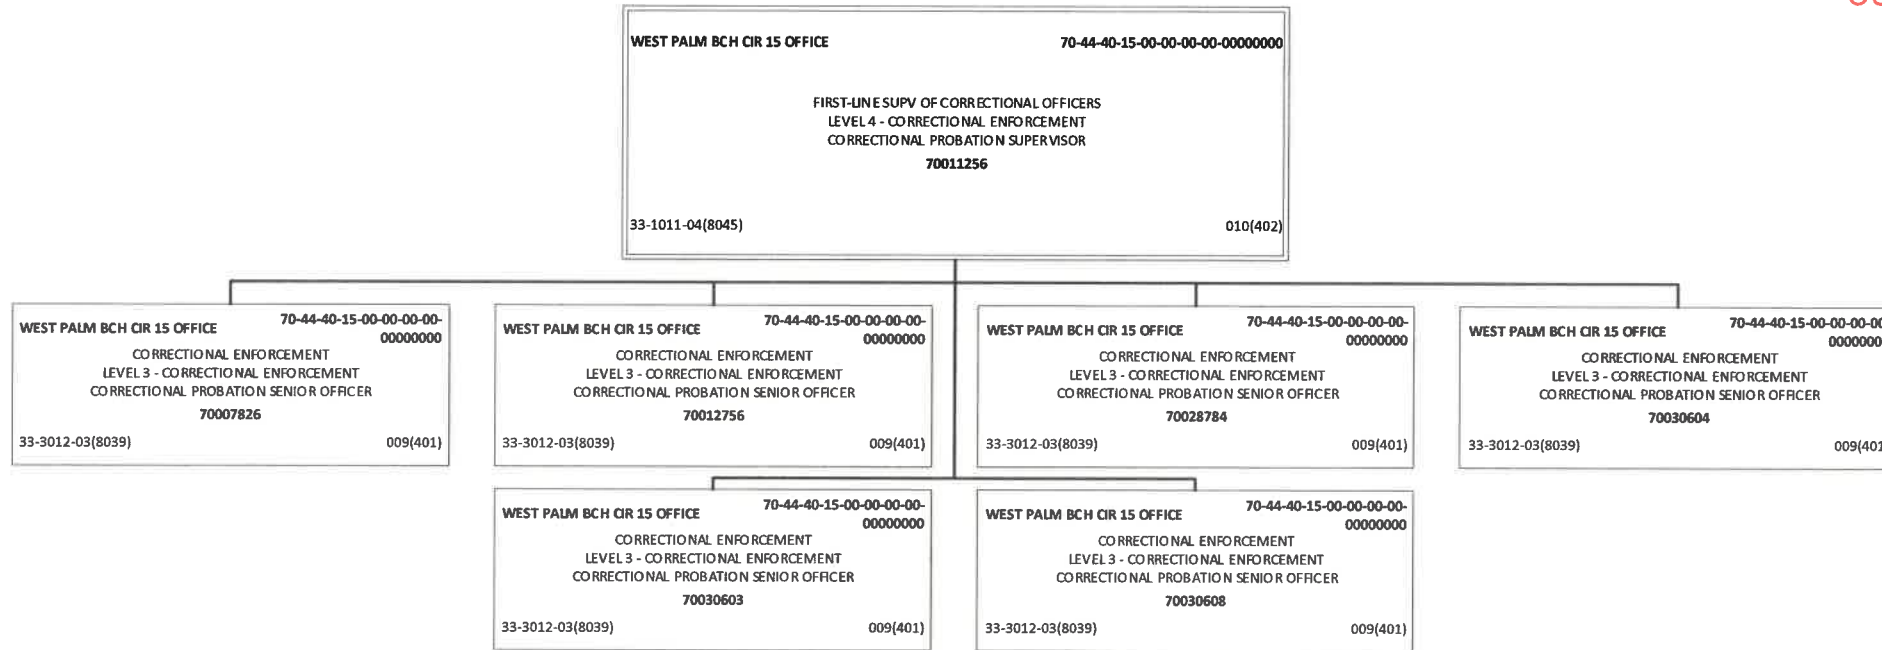 WEST PALM BCH CIR 15 OFFICE 70-44-40-15-00-00-00-00-00000000
FIRST-LINE SUPV OF CORRECTIONAL OFFICERS
LEVEL 4 - CORRECTIONAL ENFORCEMENT
CORRECTIONAL PROBATION SUPERVISOR
70011256
33-1011-04(8045) 010(402)
WEST PALM BCH CIR 15 OFFICE 70-44-40-15-00-00-00-00-
00000000
CORRECTIONAL ENFORCEMENT
LEVEL 3 - CORRECTIONAL ENFORCEMENT
CORRECTIONAL PROBATION SENIOR OFFICER
70007826
33-3012-03(8039) 009(401)
WEST PALM BCH CIR 15 OFFICE 70-44-40-15-00-00-00-00-
00000000
CORRECTIONAL ENFORCEMENT
LEVEL 3 - CORRECTIONAL ENFORCEMENT
CORRECTIONAL PROBATION SENIOR OFFICER
70012756
33-3012-03(8039) 009(401)
WEST PALM BCH CIR 15 OFFICE 70-44-40-15-00-00-00-00-
00000000
CORRECTIONAL ENFORCEMENT
LEVEL 3 - CORRECTIONAL ENFORCEMENT
CORRECTIONAL PROBATION SENIOR OFFICER
70028784
33-3012-03(8039) 009(401)
WEST PALM BCH CIR 15 OFFICE 70-44-40-15-00-00-00-00
0000000
CORRECTIONAL ENFORCEMENT
LEVEL 3 - CORRECTIONAL ENFORCEMENT
CORRECTIONAL PROBATION SENIOR OFFICER
70030604
33-3012-03(8039) 009(401
WEST PALM BCH CIR 15 OFFICE 70-44-40-15-00-00-00-00-
00000000
CORRECTIONAL ENFORCEMENT
LEVEL 3 - CORRECTIONAL ENFORCEMENT
CORRECTIONAL PROBATION SENIOR OFFICER
70030603
33-3012-03(8039) 009(401)
WEST PALM BCH CIR 15 OFFICE 70-44-40-15-00-00-00-00-
00000000
CORRECTIONAL ENFORCEMENT
LEVEL 3 - CORRECTIONAL ENFORCEMENT
CORRECTIONAL PROBATION SENIOR OFFICER
70030608
33-3012-03(8039) 009(401)